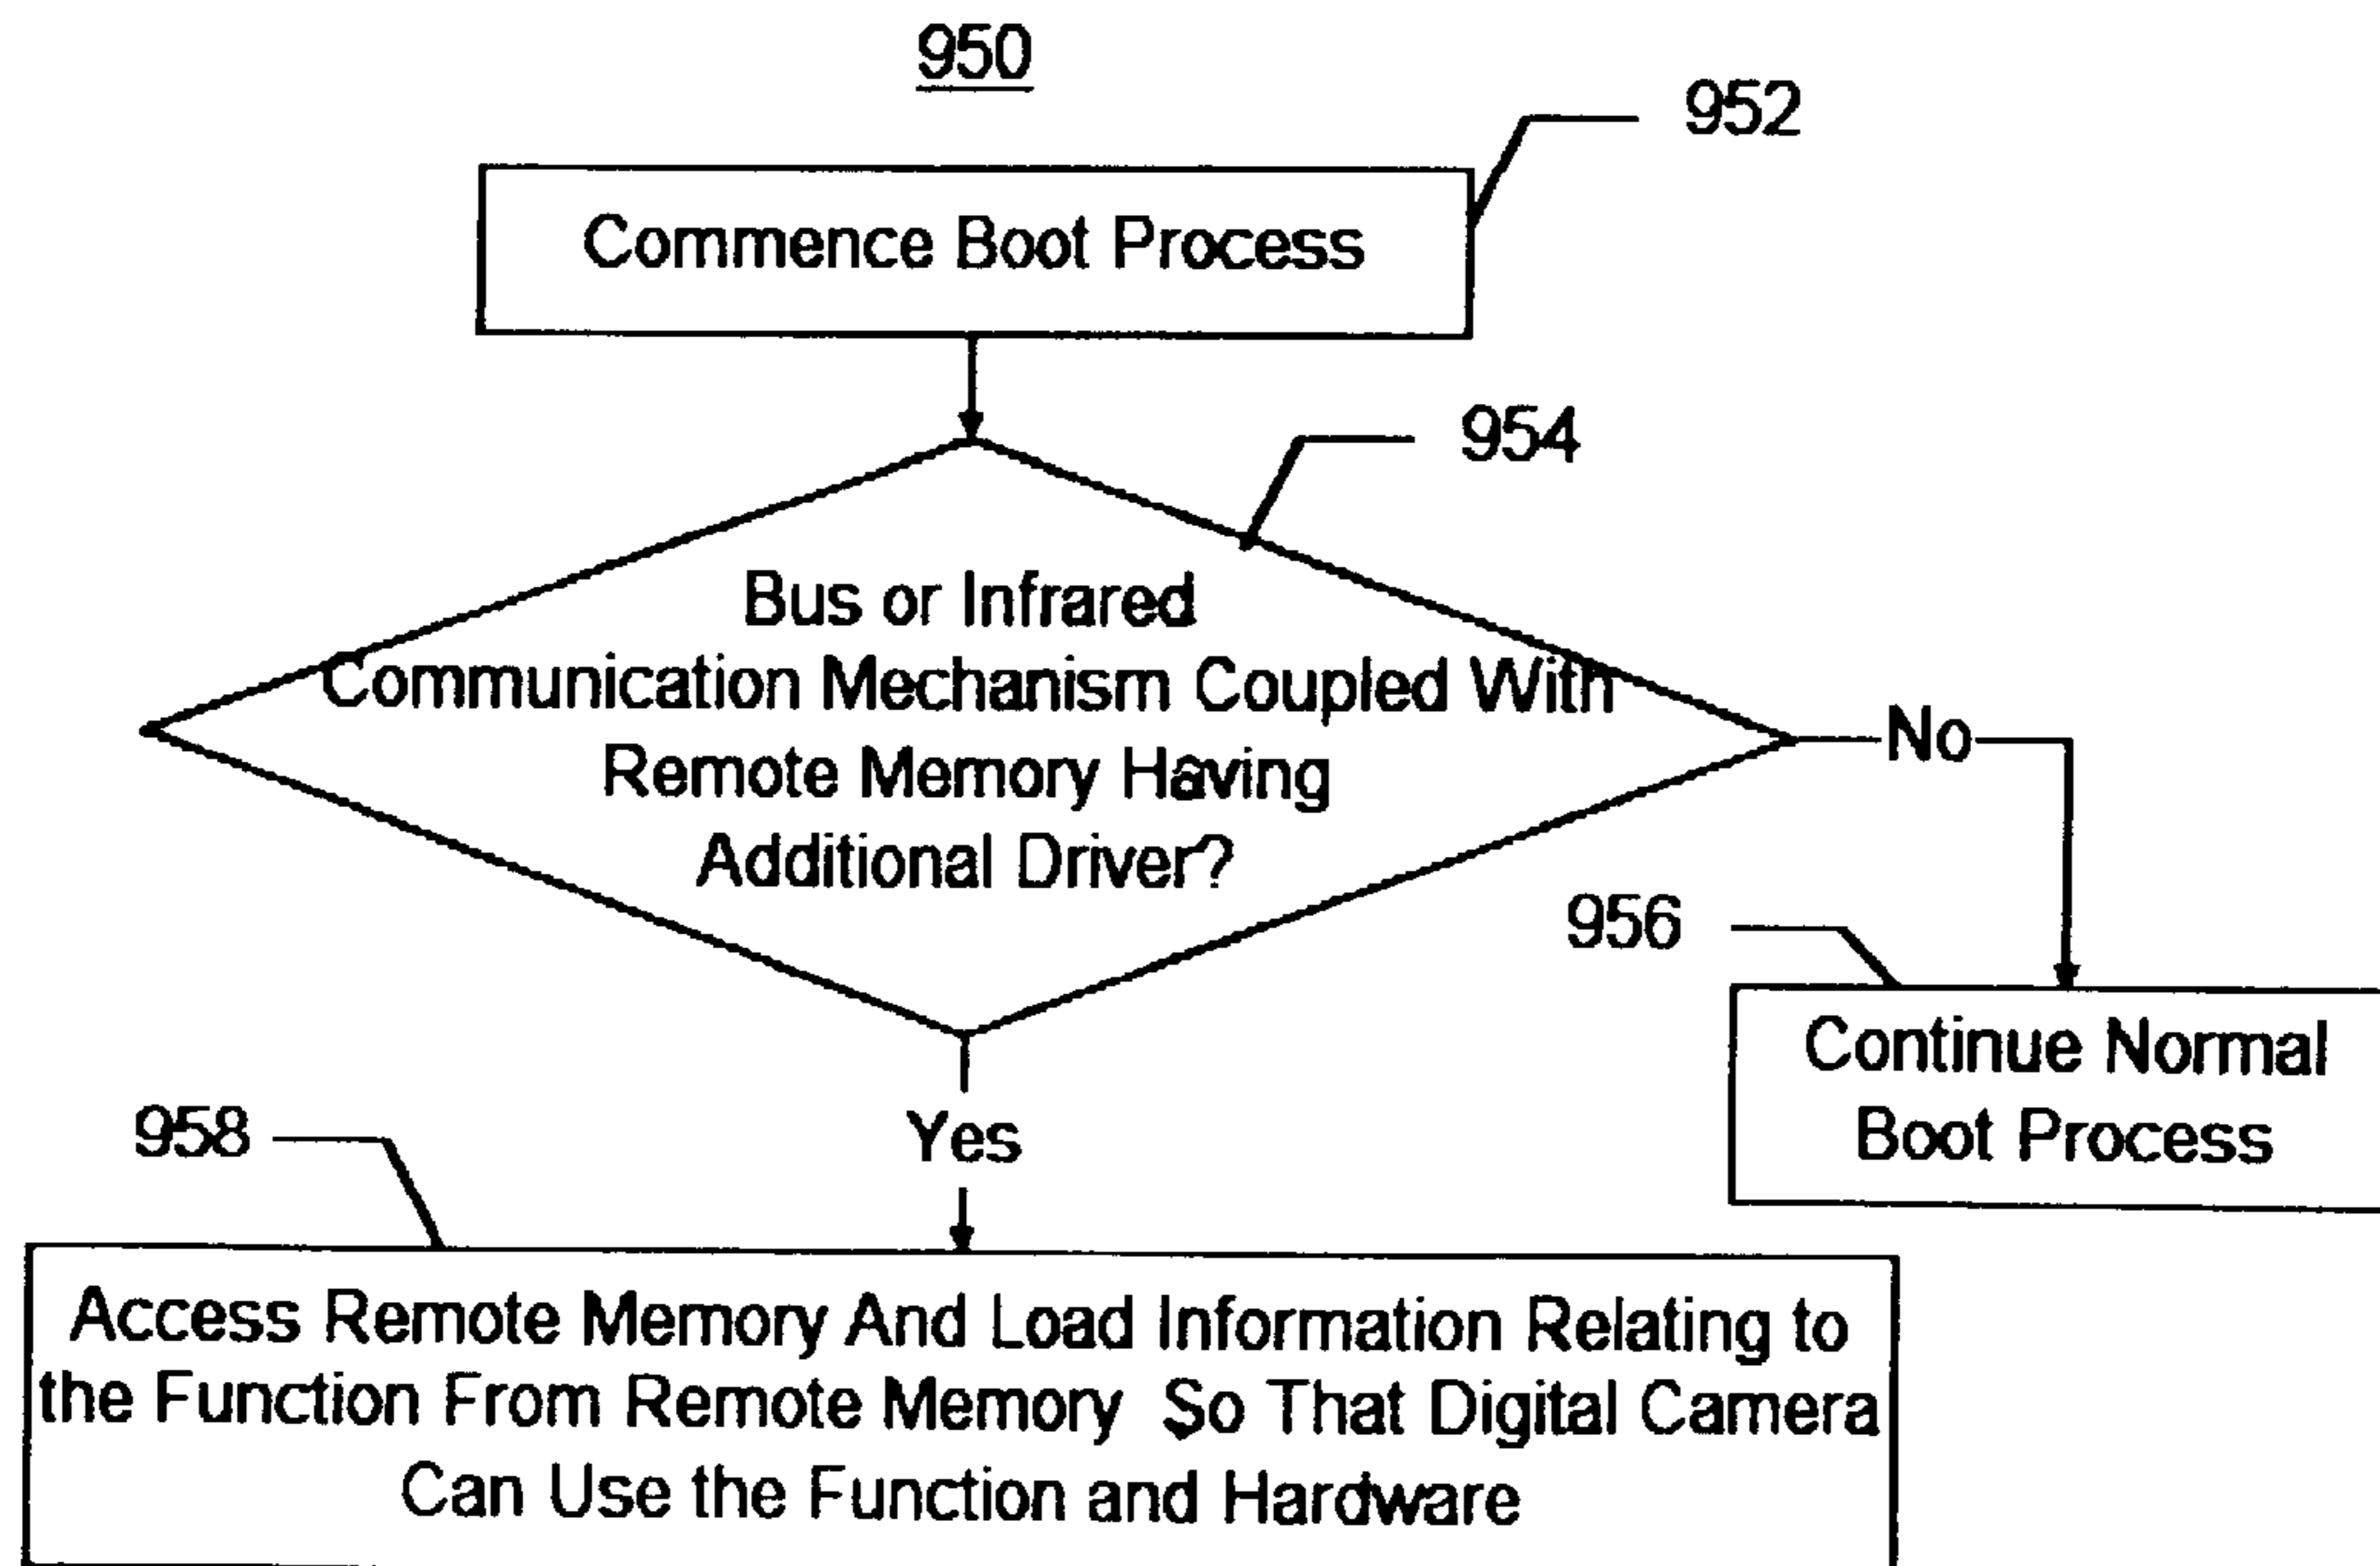 950
952
Commence Boot Process
954
Bus or Infrared
Communication Mechanism Coupled With
Remote Memory Having
Additional Driver?
No
956
Continue Normal
Boot Process
Yes
958
Access Remote Memory And Load Information Relating to
the Function From Remote Memory So That Digital Camera
Can Use the Function and Hardware